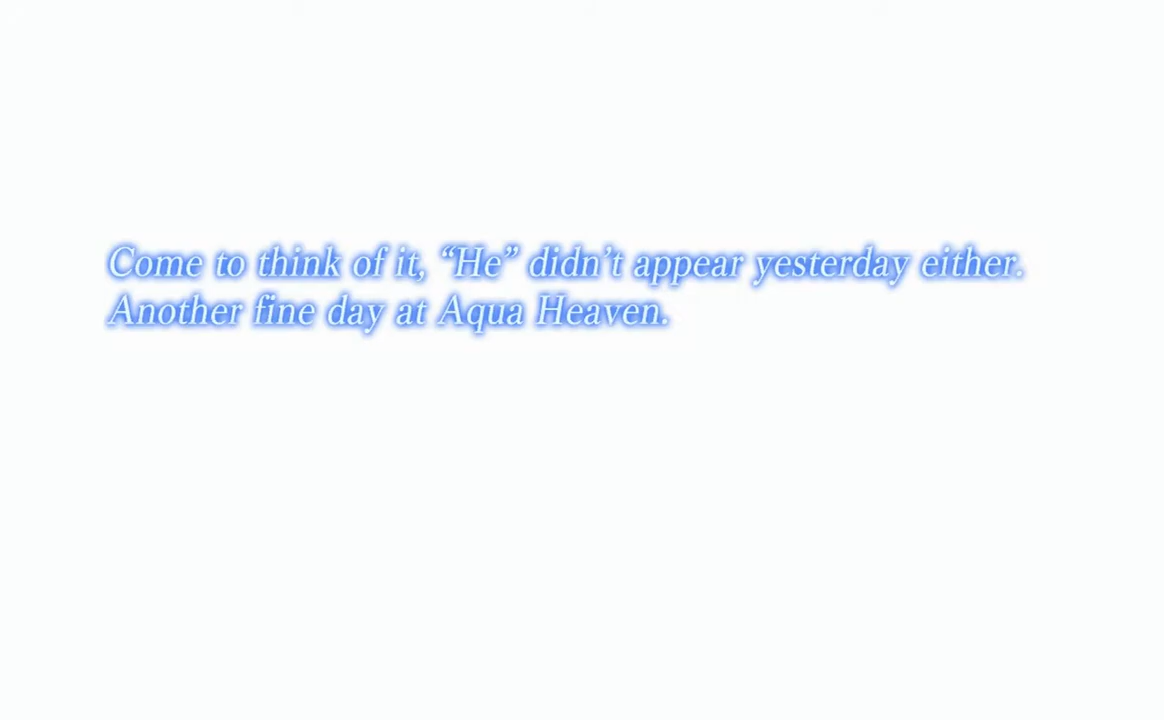 Come to think of it, “He” didn’t appear yesterday either.
Another fine day at Aqua Heaven.